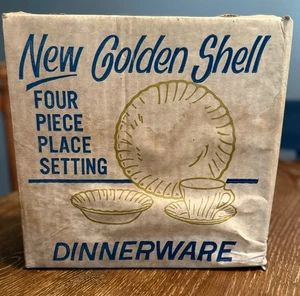 New Golden Shell
FOUR
PIECE
PLACE
SETTING
DINNERWARE